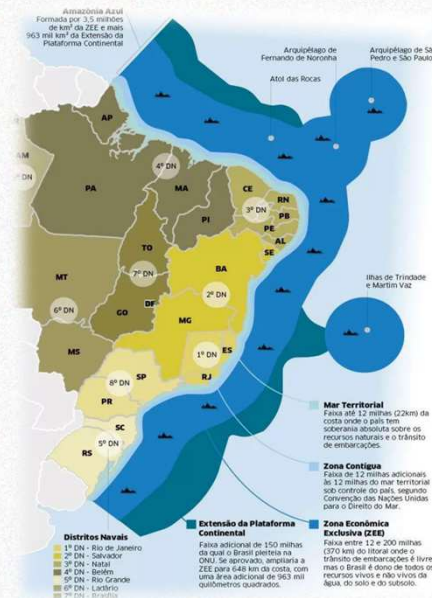 Amazônia Azul
Formada por 3,5 milhões
de km² da ZEE e mais
963 mil km² da Extensão da
Plataforma Continental
Arquipélago de
Fernando de Noronha
Arquipélago de Sã
Pedro e São Paulo
Atol das Rocas
AP
AM
DN
4º DN
PA
MA
CE
3º DN
RN
PB
PI
PE
AL
SE
TO
7º DN
BA
MT
2º DN
Ilhas de Trindade
e Martim Vaz
6º DN
DF
GO
MG
MS
1º DN
ES
8º DN
SP
RJ
PR
SC
5º DN
RS
Mar Territorial
Faixa até 12 milhas (22km) da
costa onde o país tem
soberania absoluta sobre os
recursos naturais e o trânsito
de embarcações.
Zona Contígua
Faixa de 12 milhas adicionais
às 12 milhas do mar territorial
sob controle do país, segundo
Convenção das Nações Unidas
para o Direito do Mar.
Distritos Navais
1º DN - Rio de Janeiro
2º DN - Salvador
3º DN - Natal
4º DN - Belém
5º DN - Rio Grande
6º DN - Ladário
7º DN - Brasília
Extensão da Plataforma
Continental
Faixa adicional de 150 milhas
da qual o Brasil pleiteia na
ONU. Se aprovado, ampliaria a
ZEE para 648 km da costa, com
uma área adicional de 963 mil
quilômetros quadrados.
Zona Econômica
Exclusiva (ZEE)
Faixa entre 12 e 200 milhas
(370 km) do litoral onde o
trânsito de embarcações é livre
mas o Brasil é dono de todos os
recursos vivos e não vivos da
água, do solo e do subsolo.